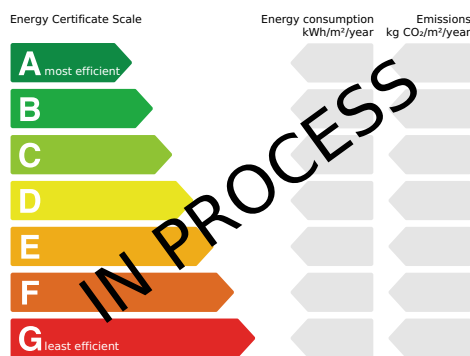 Energy Certificate Scale
Energy consumption
kWh/m²/year
Emissions
kg CO₂/m²/year
A most efficient
B
C
D
E
F
G least efficient
IN PROCESS